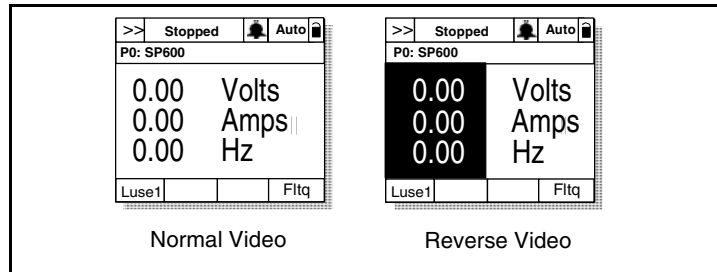 >> Stopped Auto
P0: SP600
0.00 Volts
0.00 Amps
0.00 Hz
Luse1 Fltq
Normal Video
>> Stopped Auto
P0: SP600
0.00 Volts
0.00 Amps
0.00 Hz
Luse1 Fltq
Reverse Video